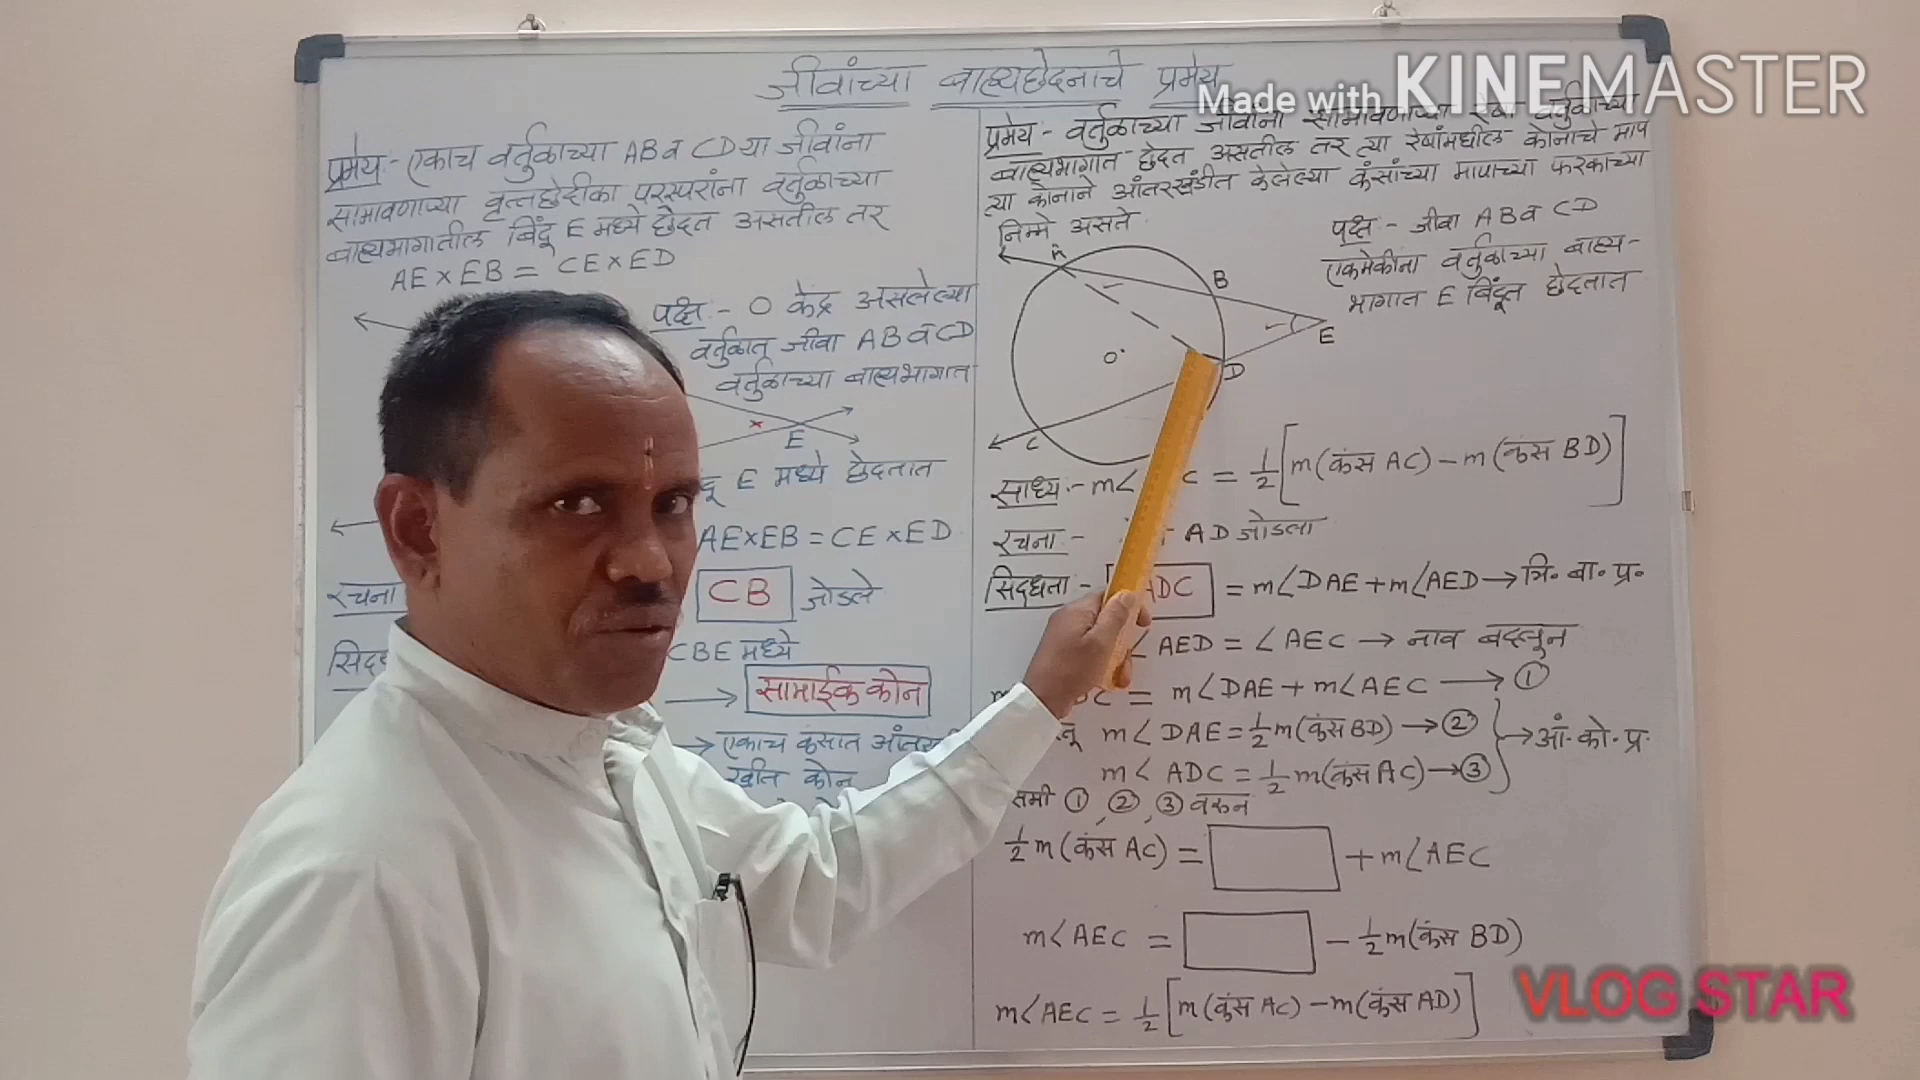 जीवांच्या बाह्यछेदनाचे प्रमेय
Made with KINEMASTER
प्रमेय:- एकाच वर्तुळाच्या AB व CD या जीवांना
सामावणाऱ्या वृत्तछेदीका परस्परांना वर्तुळाच्या
बाह्यभागातील बिंदू E मध्ये छेदत असतील तर
AE × EB = CE × ED
पक्ष:- O केंद्र असलेल्या
वर्तुळात जीवा AB व CD
वर्तुळाच्या बाह्यभागात
× E
E मध्ये छेदतात
AE×EB = CE×ED
रचना CB जोडले
CBE मध्ये
→ सामाईक कोन
→ एकाच कंसात
खीत कोन
प्रमेय:- वर्तुळाच्या जीवांना सामावणाऱ्या रेषा वर्तुळाच्या
बाह्यभागात छेदत असतील तर त्या रेषांमधील कोनाचे माप
त्या कोनाने आंतरखंडीत केलेल्या कंसांच्या मापाच्या फरकाच्या
निम्मे असते
पक्ष:- जीवा AB व CD
एकमेकींना वर्तुळाच्या बाह्य-
भागात E बिंदूत छेदतात
A B E O D C
साध्य:- m∠ C = 1/2 [m(कंस AC) - m(कंस BD)]
रचना:- AD जोडला
सिद्धता:- ADC = m∠DAE + m∠AED → त्रि. बा. प्र.
∠AED = ∠AEC → नाव बदलून
DC = m∠DAE + m∠AEC → ①
m∠DAE = 1/2 m(कंस BD) → ②
m∠ADC = 1/2 m(कंस AC) → ③ } → आं. को. प्र.
समी ①, ②, ③ वरुन
1/2 m(कंस AC) = + m∠AEC
m∠AEC = - 1/2 m(कंस BD)
m∠AEC = 1/2 [m(कंस AC) - m(कंस AD)]
VLOG STAR